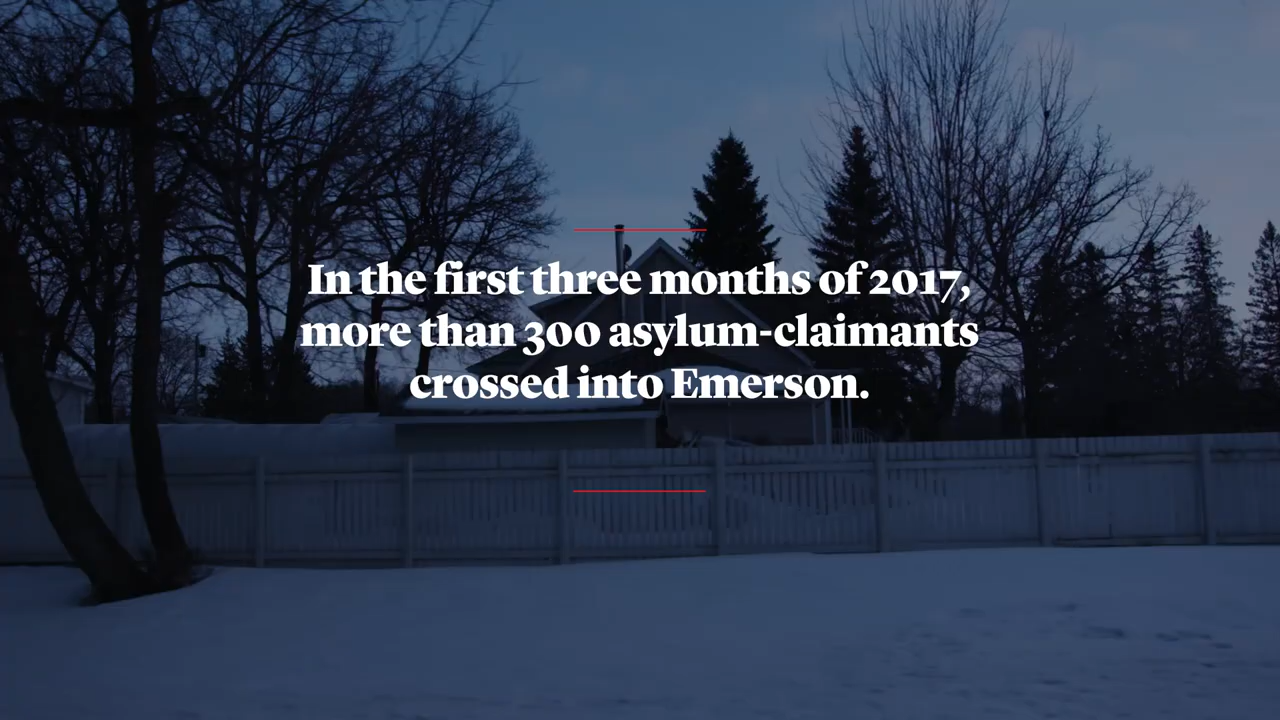 In the first three months of 2017,
more than 300 asylum-claimants
crossed into Emerson.